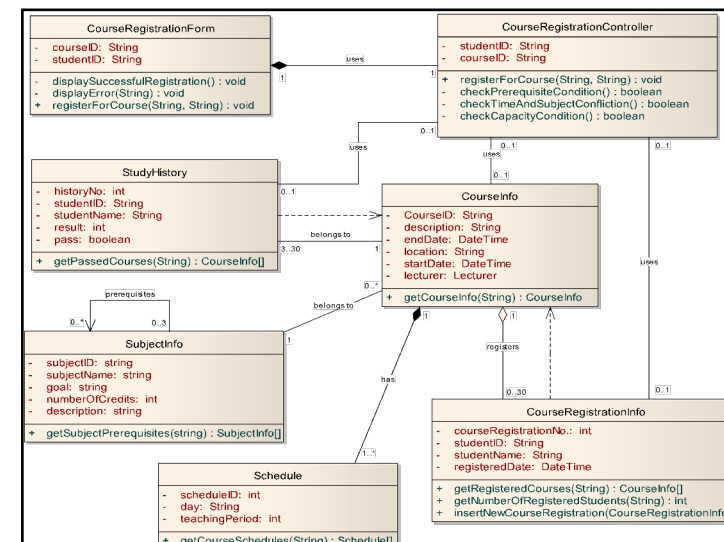 CourseRegistrationForm
- courseID: String
- studentID: String
- displaySuccessfulRegistration() : void
- displayError(String) : void
+ registerForCourse(String, String) : void
uses
1
1
CourseRegistrationController
- studentID: String
- courseID: String
+ registerForCourse(String, String) : void
- checkPrerequisiteCondition() : boolean
- checkTimeAndSubjectConfliction() : boolean
- checkCapacityCondition() : boolean
0..1
0..1
0..1
uses
uses
0..1
0..1
StudyHistory
- historyNo: int
- studentID: String
- studentName: String
- result: int
- pass: boolean
+ getPassedCourses(String) : CourseInfo[]
belongs to
3..30
1
CourseInfo
- CourseID: String
- description: String
- endDate: DateTime
- location: String
- startDate: DateTime
- lecturer: Lecturer
+ getCourseInfo(String) : CourseInfo
uses
prerequisites
0..*
0..3
0..*
belongs to
1
1
1
SubjectInfo
- subjectID: string
- subjectName: string
- goal: string
- numberOfCredits: int
- description: string
+ getSubjectPrerequisites(string) : SubjectInfo[]
registors
has
0..30
0..1
1..*
CourseRegistrationInfo
- courseRegistrationNo.: int
- studentID: String
- studentName: String
- registeredDate: DateTime
+ getRegisteredCourses(String) : CourseInfo[]
+ getNumberOfRegisteredStudents(String) : int
+ insertNewCourseRegistration(CourseRegistrationInfo
Schedule
- scheduleID: int
- day: String
- teachingPeriod: int
+ getCourseSchedules(String) : Schedule[]